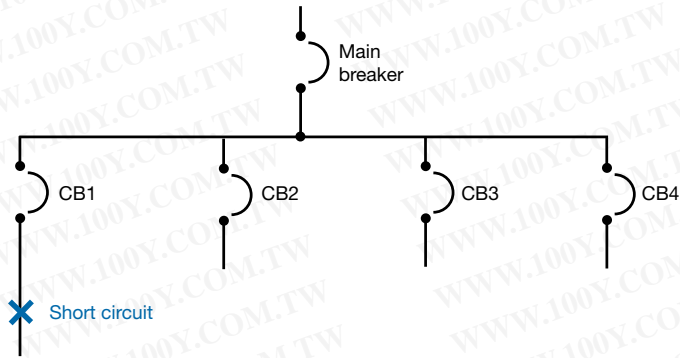 Main
breaker
CB1
CB2
CB3
CB4
Short circuit
WWW.100Y.COM.TW